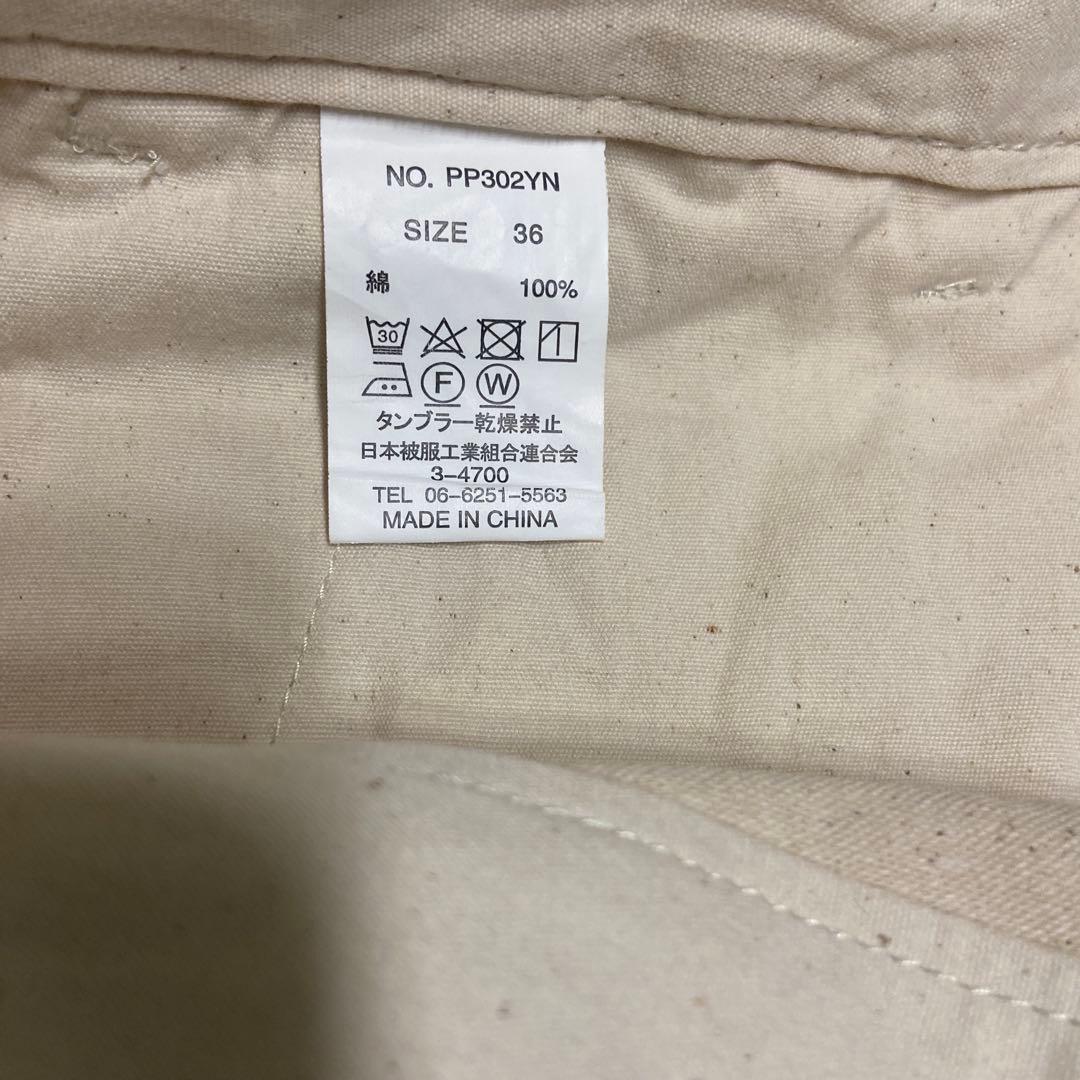 NO. PP302YN
SIZE 36
綿 100%
30
F W
タンブラー乾燥禁止
日本被服工業組合連合会
3-4700
TEL 06-6251-5563
MADE IN CHINA